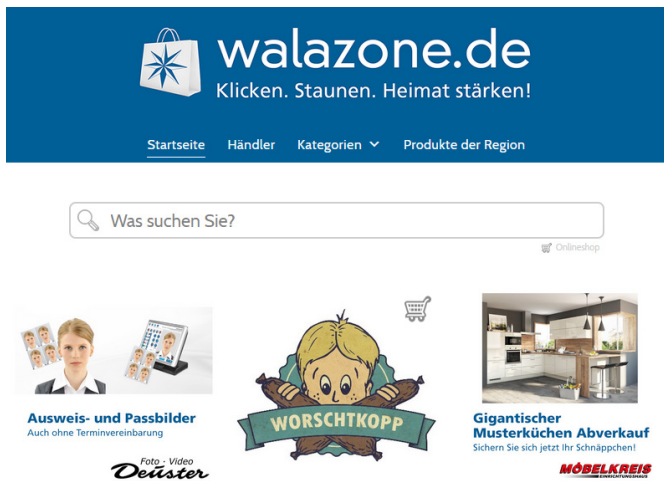 walazone.de
Klicken. Staunen. Heimat stärken!
Startseite Händler Kategorien Produkte der Region
Was suchen Sie?
Onlineshop
WORSCHTKOPP
Ausweis- und Passbilder
Auch ohne Terminvereinbarung
Foto - Video
Deuster
Gigantischer
Musterküchen Abverkauf
Sichern Sie sich jetzt Ihr Schnäppchen!
MÖBELKREIS
EINRICHTUNGSHAUS